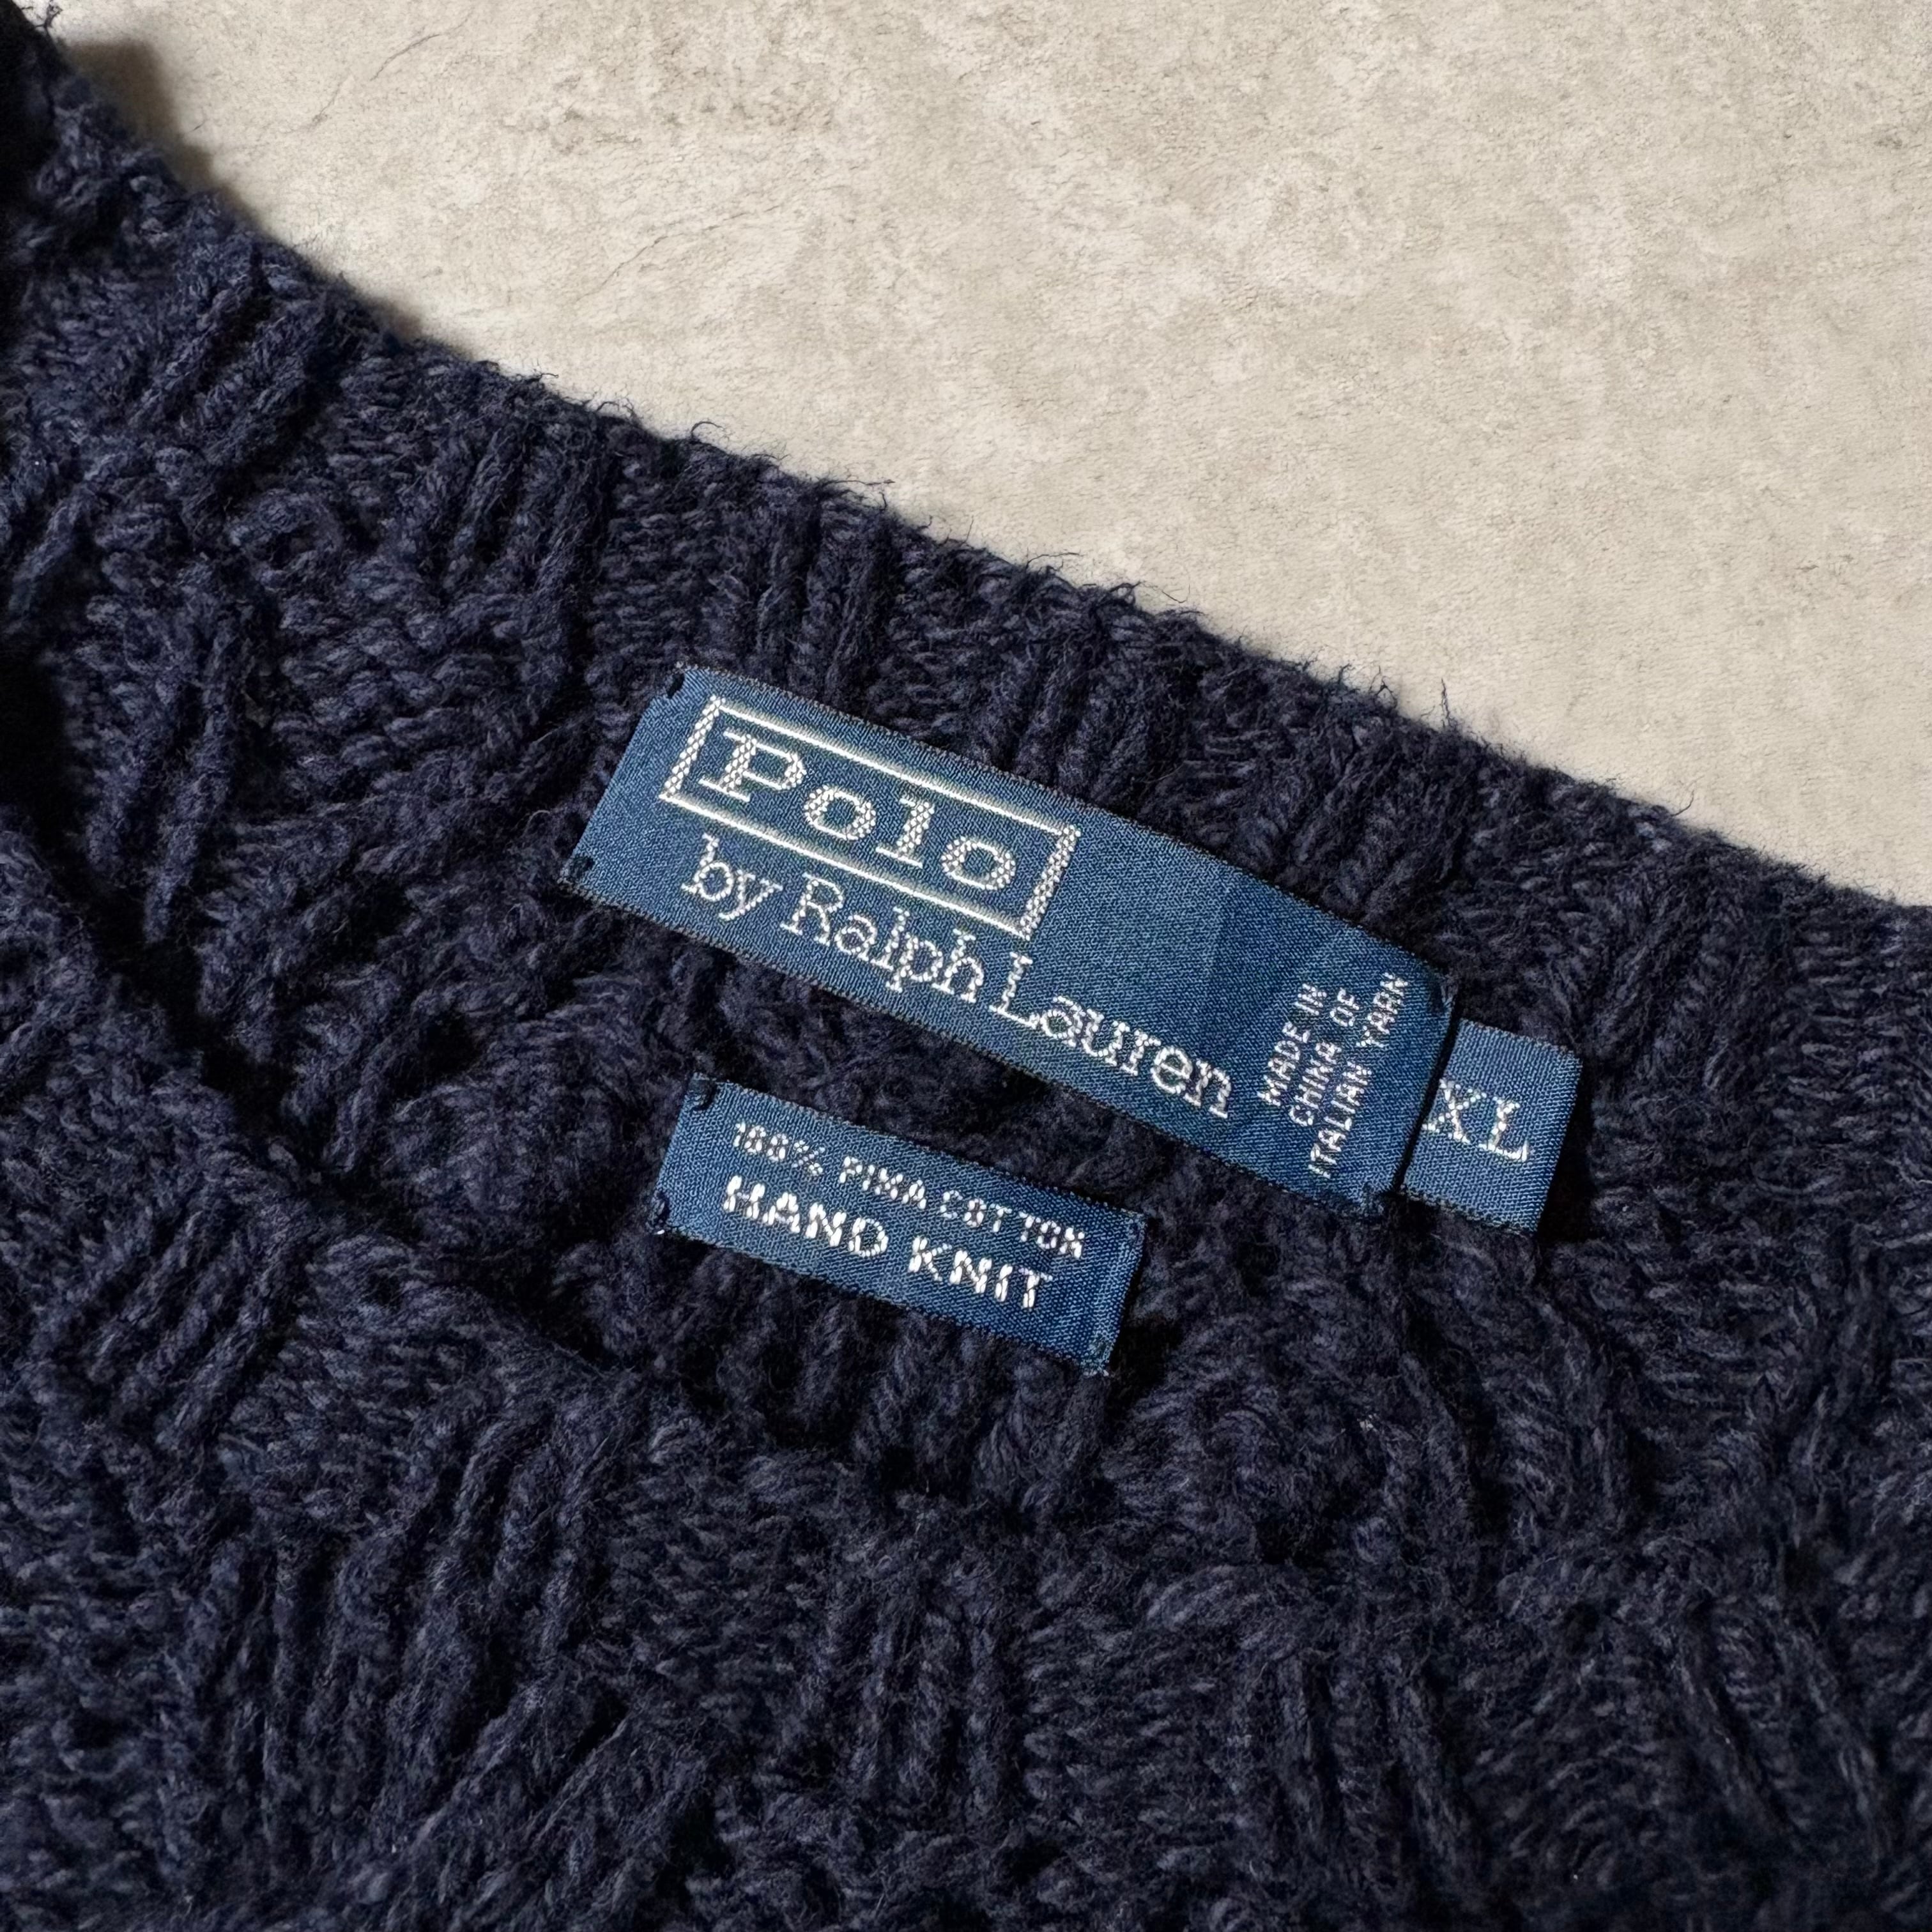 Polo
by Ralph Lauren
MADE IN
CHINA OF
ITALIAN YARN
XL
100% PIMA COTTON
HAND KNIT